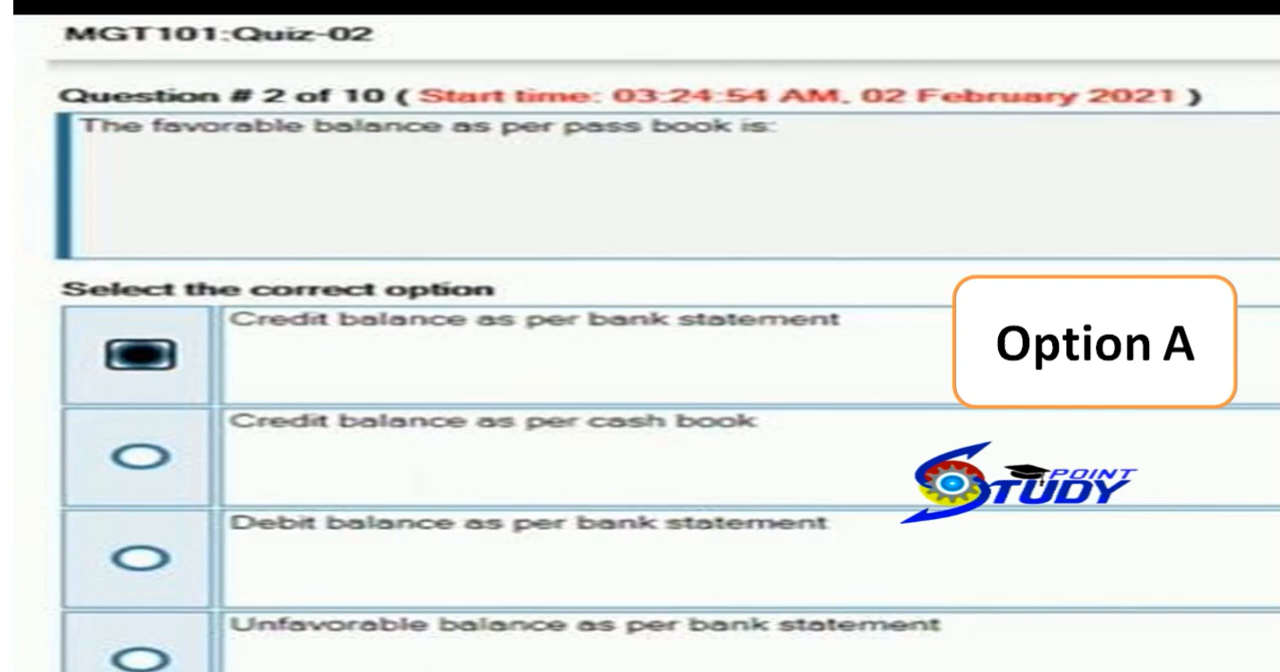 MGT101:Quiz-02
Question # 2 of 10 ( Start time: 03:24:54 AM, 02 February 2021 )
The favorable balance as per pass book is:
Select the correct option
Credit balance as per bank statement
Option A
Credit balance as per cash book
STUDY POINT
Debit balance as per bank statement
Unfavorable balance as per bank statement